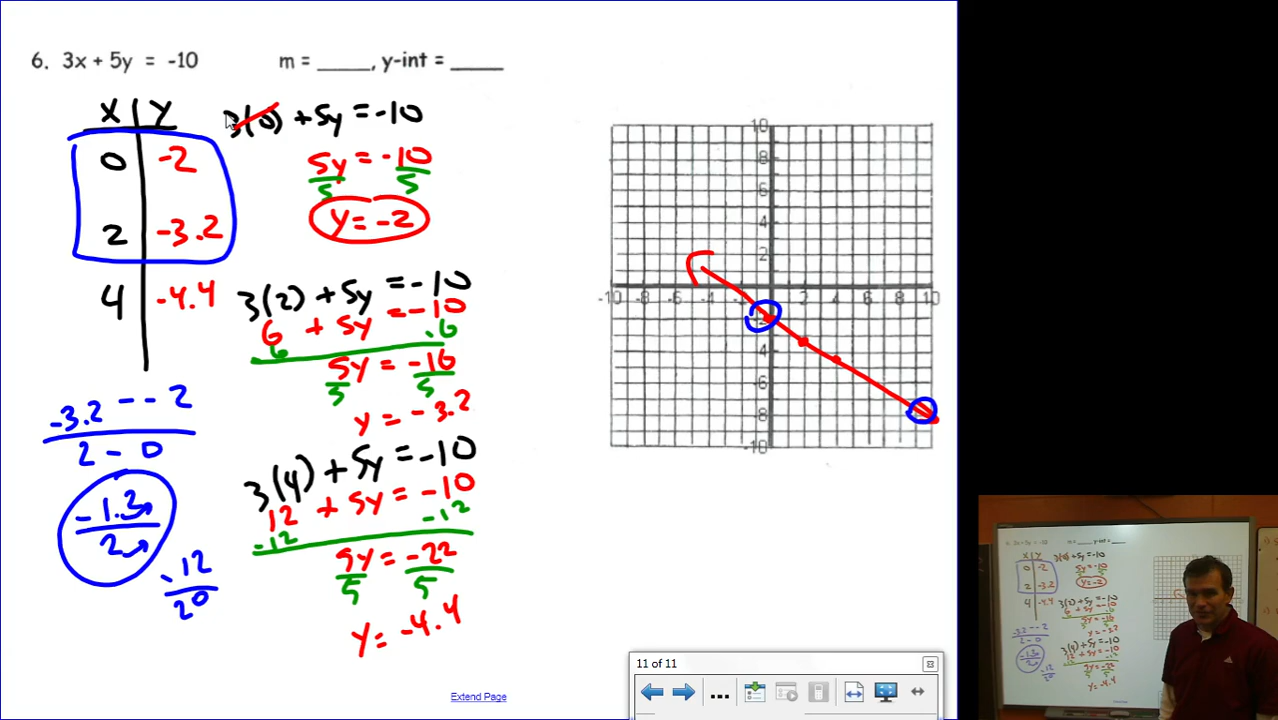 6. 3x + 5y = -10 m = _____, y-int = _____
x | y
0 -2
2 -3.2
4 -4.4
3(0) + 5y = -10
5y = -10
5 5
y = -2
3(2) + 5y = -10
6 + 5y = -10
6 -6
5y = -16
5 5
y = -3.2
3(4) + 5y = -10
12 + 5y = -10
-12 -12
5y = -22
5 5
y = -4.4
-3.2 - - 2
2 - 0
-1.3
2
-12
20
10
8
6
4
2
-10 -8 -6 -4 -2 2 4 6 8 10
4
-6
-8
-10
Extend Page
11 of 11